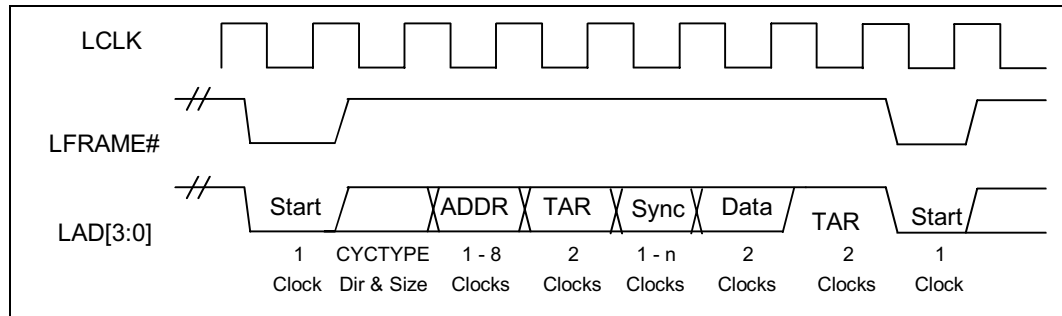 LCLK
LFRAME#
LAD[3:0]
Start ADDR TAR Sync Data TAR Start
1 CYCTYPE 1 - 8 2 1 - n 2 2 1
Clock Dir & Size Clocks Clocks Clocks Clocks Clocks Clock